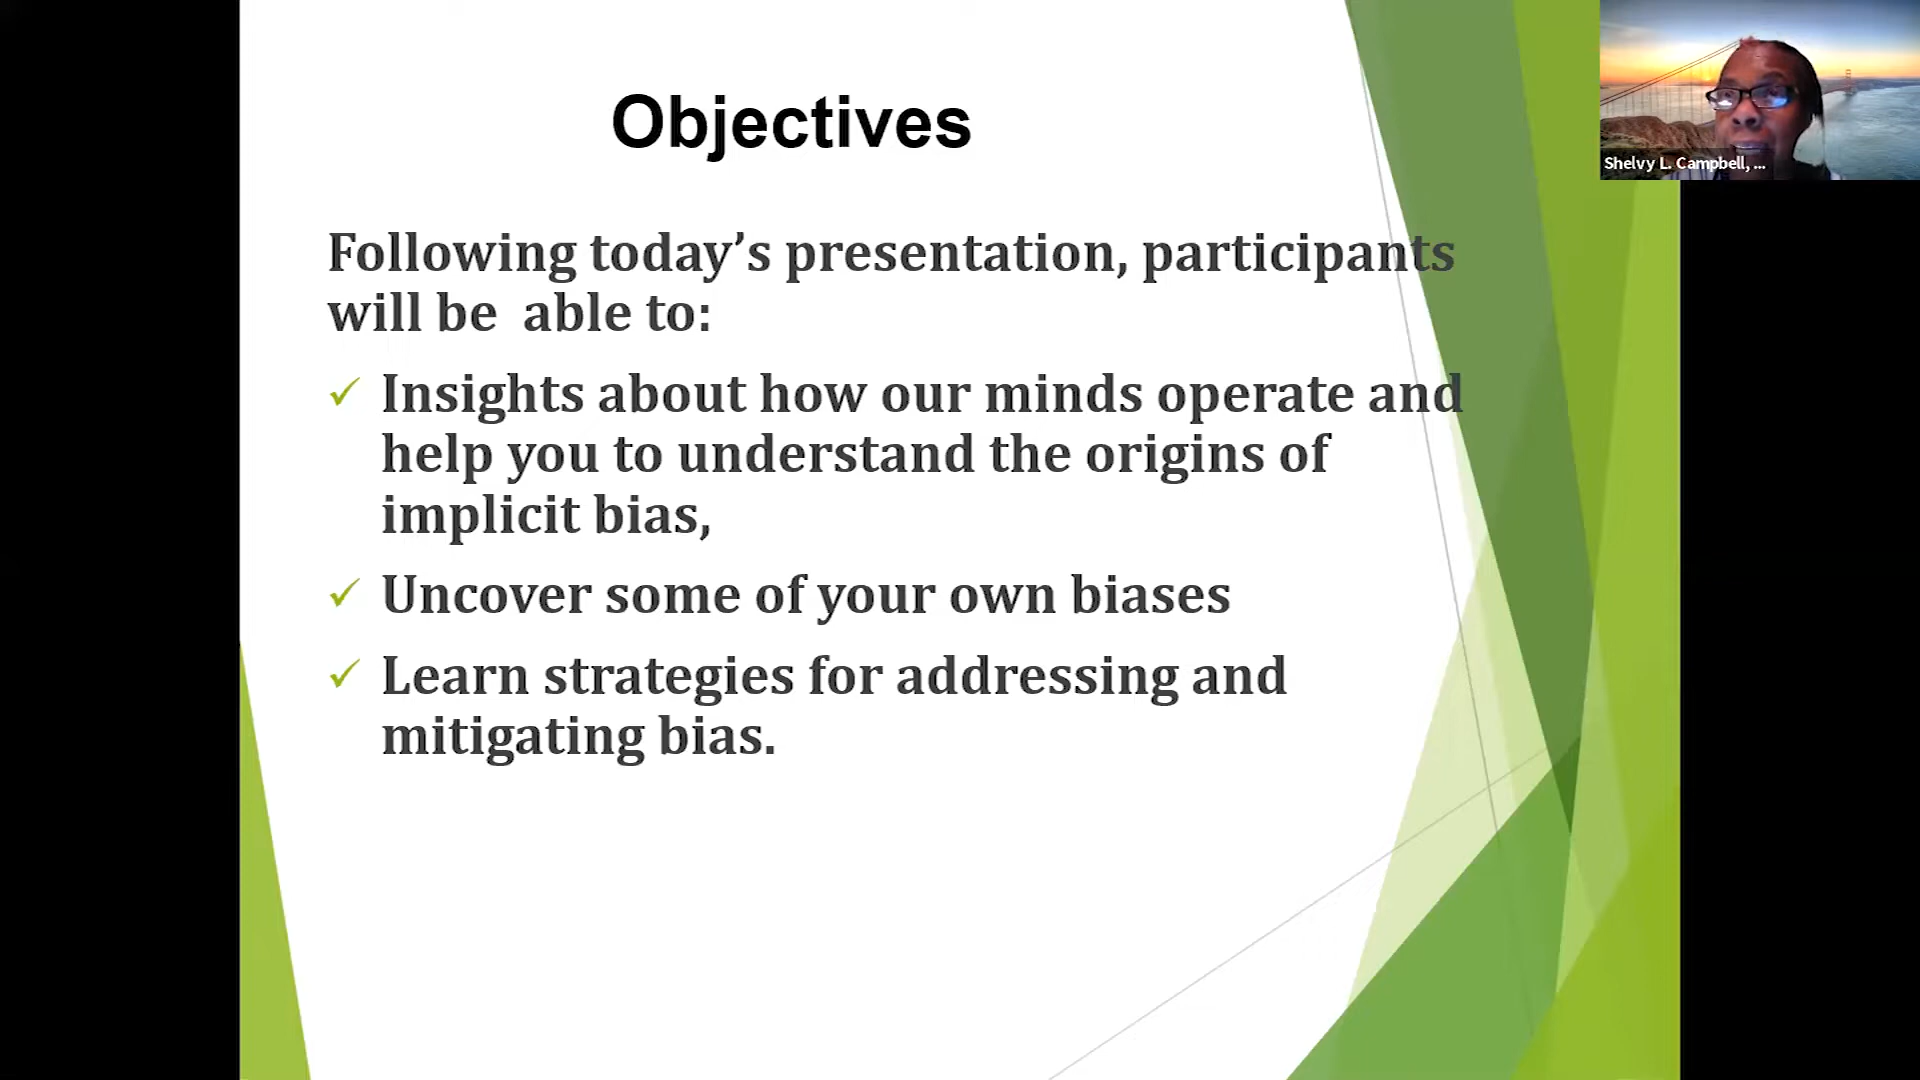 Objectives
Shelvy L. Campbell, ...
Following today’s presentation, participants
will be  able to:
Insights about how our minds operate and
help you to understand the origins of
implicit bias,
Uncover some of your own biases
Learn strategies for addressing and
mitigating bias.